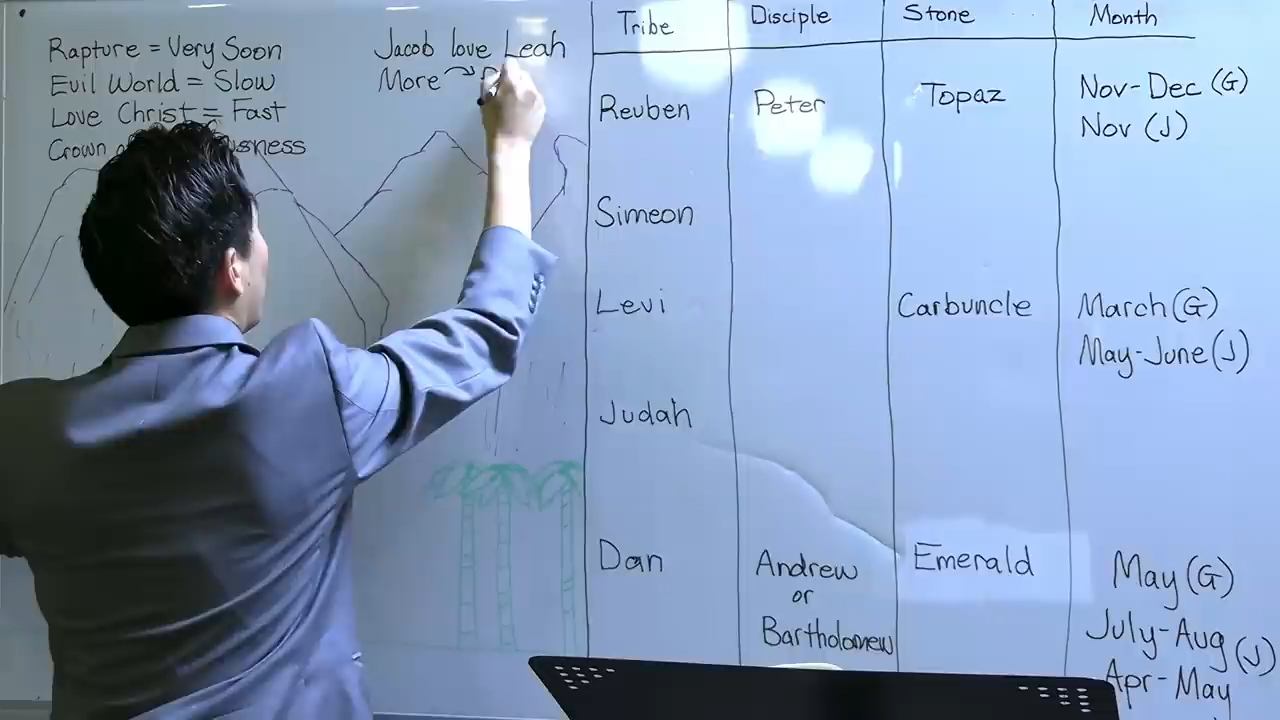 Rapture = Very Soon
Evil World = Slow
Love Christ = Fast
Crown
Jacob love Leah
More
Tribe Disciple Stone Month
Reuben Peter Topaz Nov-Dec (G)
Nov (J)
Simeon
Levi Carbuncle March (G)
May-June (J)
Judah
Dan Andrew Emerald May (G)
or
Bartholomew July-Aug (J)
Apr-May